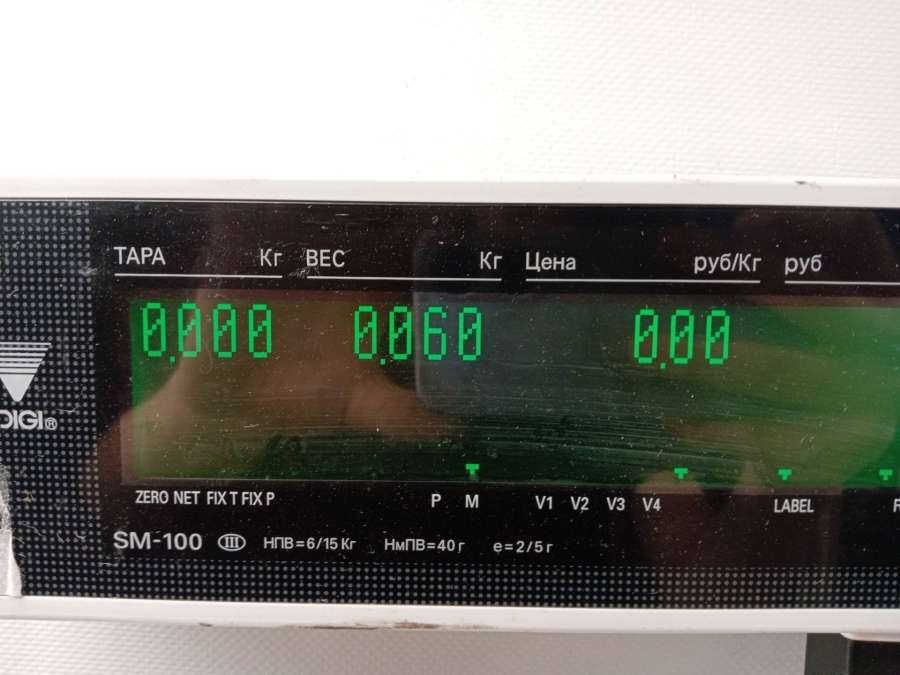 ТАРА Кг ВЕС Кг Цена руб/Кг руб
0.000 0.060 0.00
DIGI®
ZERO NET FIX T FIX P P M V1 V2 V3 V4 LABEL
SM-100 III НПВ=6/15 Кг НмПВ=40 г e=2/5 г